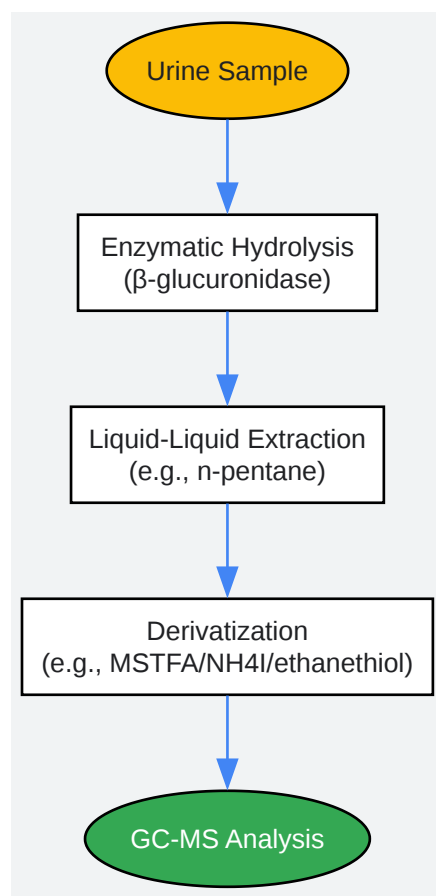 Urine Sample
Enzymatic Hydrolysis
(β-glucuronidase)
Liquid-Liquid Extraction
(e.g., n-pentane)
Derivatization
(e.g., MSTFA/NH4I/ethanethiol)
GC-MS Analysis